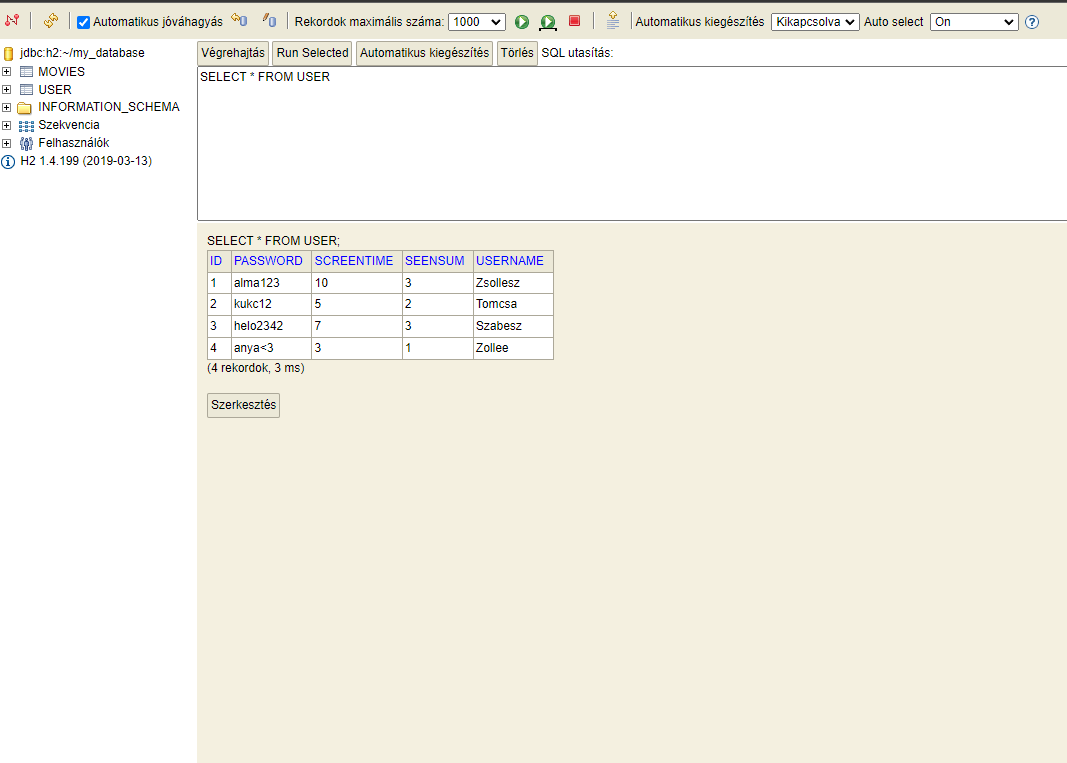 Automatikus jóváhagyás Rekordok maximális száma: 1000 Automatikus kiegészítés Kikapcsolva Auto select On ?
jdbc:h2:~/my_database
MOVIES
USER
INFORMATION_SCHEMA
Szekvencia
Felhasználók
H2 1.4.199 (2019-03-13)
Végrehajtás Run Selected Automatikus kiegészítés Törlés SQL utasítás:
SELECT * FROM USER
SELECT * FROM USER;
ID PASSWORD SCREENTIME SEENSUM USERNAME
1 alma123 10 3 Zsollesz
2 kukc12 5 2 Tomcsa
3 helo2342 7 3 Szabesz
4 anya<3 3 1 Zollee
(4 rekordok, 3 ms)
Szerkesztés